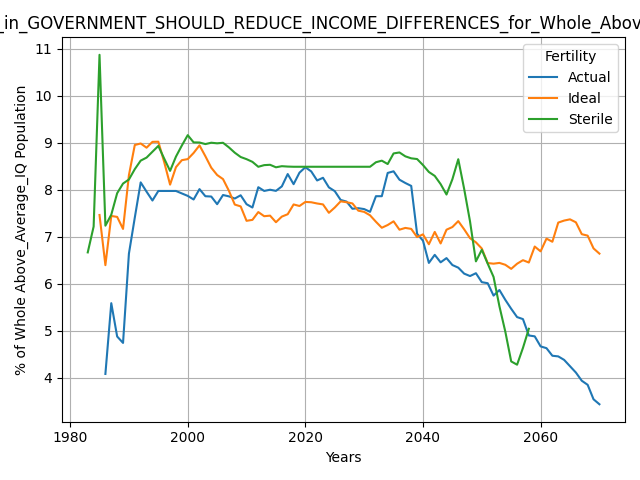 _in_GOVERNMENT_SHOULD_REDUCE_INCOME_DIFFERENCES_for_Whole_Above
11
10
9
8
7
6
5
4
% of Whole Above_Average_IQ Population
Fertility
Actual
Ideal
Sterile
1980
2000
2020
2040
2060
Years